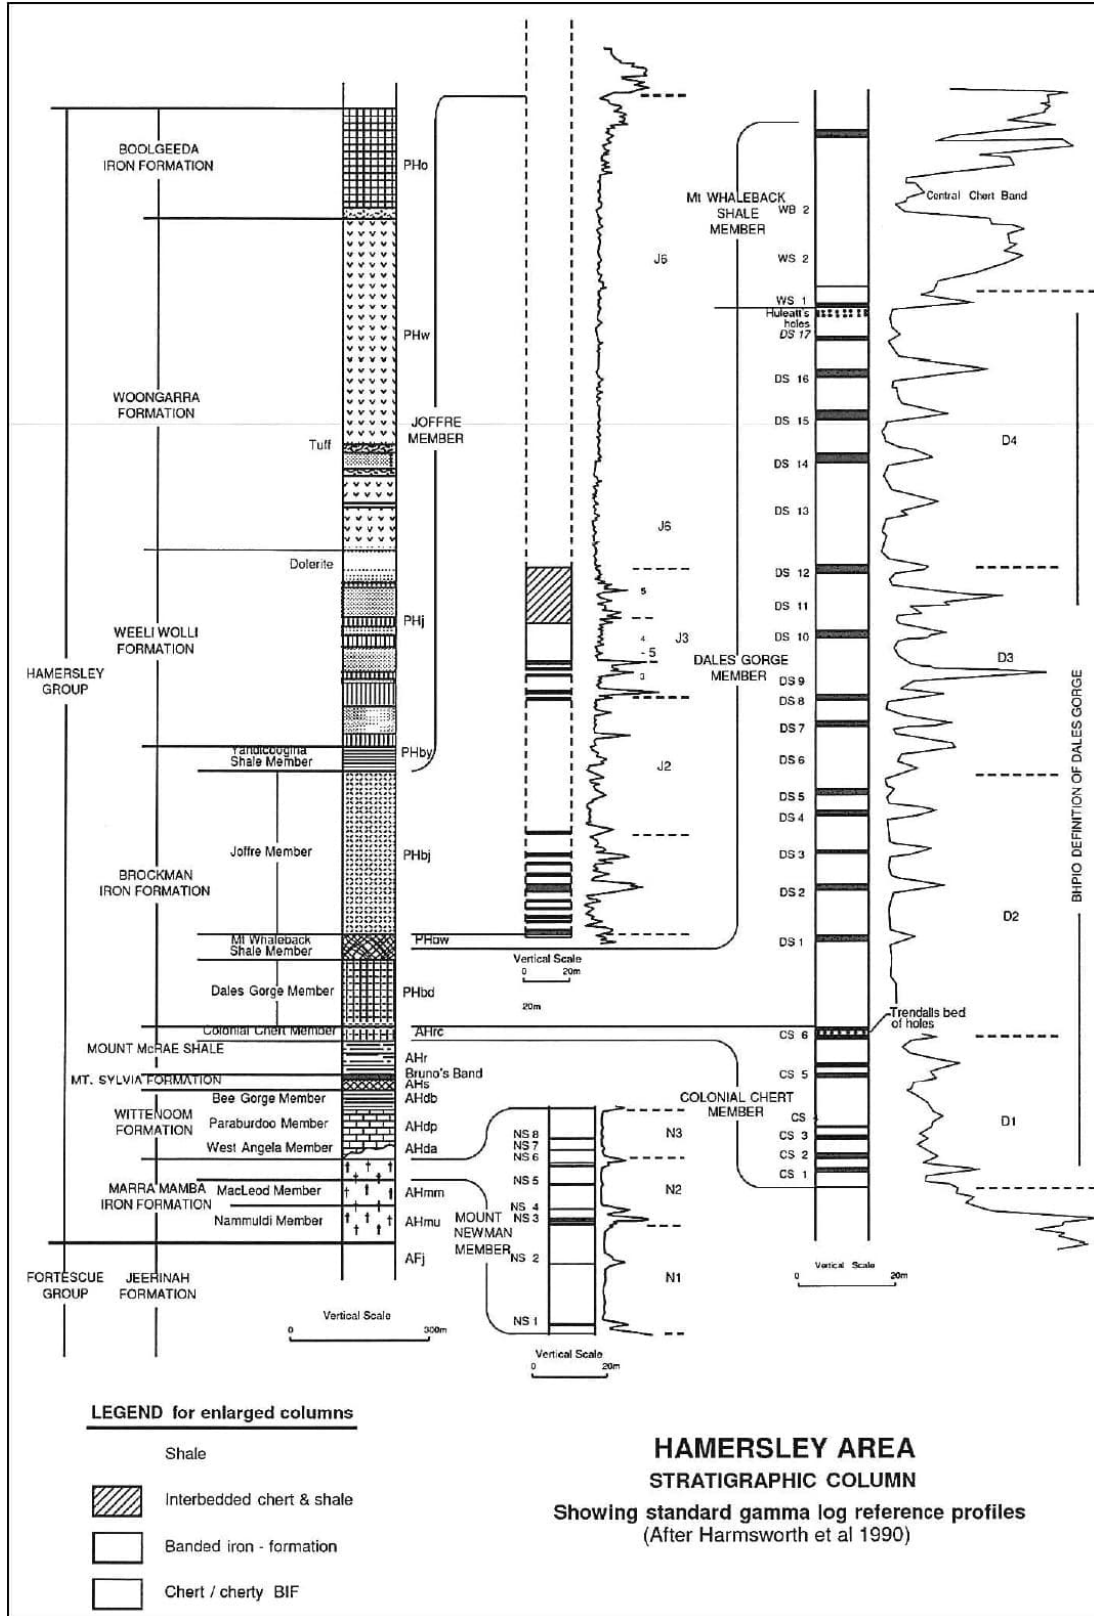 HAMERSLEY
GROUP
FORTESCUE
GROUP
BOOLGEEDA
IRON FORMATION
WOONGARRA
FORMATION
WEELI WOLLI
FORMATION
BROCKMAN
IRON FORMATION
MOUNT McRAE SHALE
MT. SYLVIA FORMATION
WITTENOOM
FORMATION
MARRA MAMBA
IRON FORMATION
JEERINAH
FORMATION
Tuff
Dolerite
Yandicoogina
Shale Member
Joffre Member
Mt Whaleback
Shale Member
Dales Gorge Member
Colonial Chert Member
Bee Gorge Member
Paraburdoo Member
West Angela Member
MacLeod Member
Nammuldi Member
PHo
PHw
PHj
PHby
PHbj
PHbw
PHbd
AHrc
AHr
Bruno's Band
AHs
AHdb
AHdp
AHda
AHmm
AHmu
AFj
Vertical Scale
0 300m
JOFFRE
MEMBER
J6
J6
5
4
J3
- 5
3
J2
Vertical Scale
0 20m
20m
MOUNT
NEWMAN
MEMBER
NS 8
NS 7
NS 6
NS 5
NS 4
NS 3
NS 2
NS 1
N3
N2
N1
Vertical Scale
0 20m
Mt WHALEBACK
SHALE
MEMBER
DALES GORGE
MEMBER
COLONIAL CHERT
MEMBER
WB 2
WS 2
WS 1
Huleatt's
holes
DS 17
DS 16
DS 15
DS 14
DS 13
DS 12
DS 11
DS 10
DS 9
DS 8
DS 7
DS 6
DS 5
DS 4
DS 3
DS 2
DS 1
CS 6
CS 5
CS
CS 3
CS 2
CS 1
Central Chert Band
D4
D3
D2
Trendalls bed
of holes
D1
BHPIO DEFINITION OF DALES GORGE
Vertical Scale
0 20m
LEGEND for enlarged columns
Shale
Interbedded chert & shale
Banded iron - formation
Chert / cherty BIF
HAMERSLEY AREA
STRATIGRAPHIC COLUMN
Showing standard gamma log reference profiles
(After Harmsworth et al 1990)